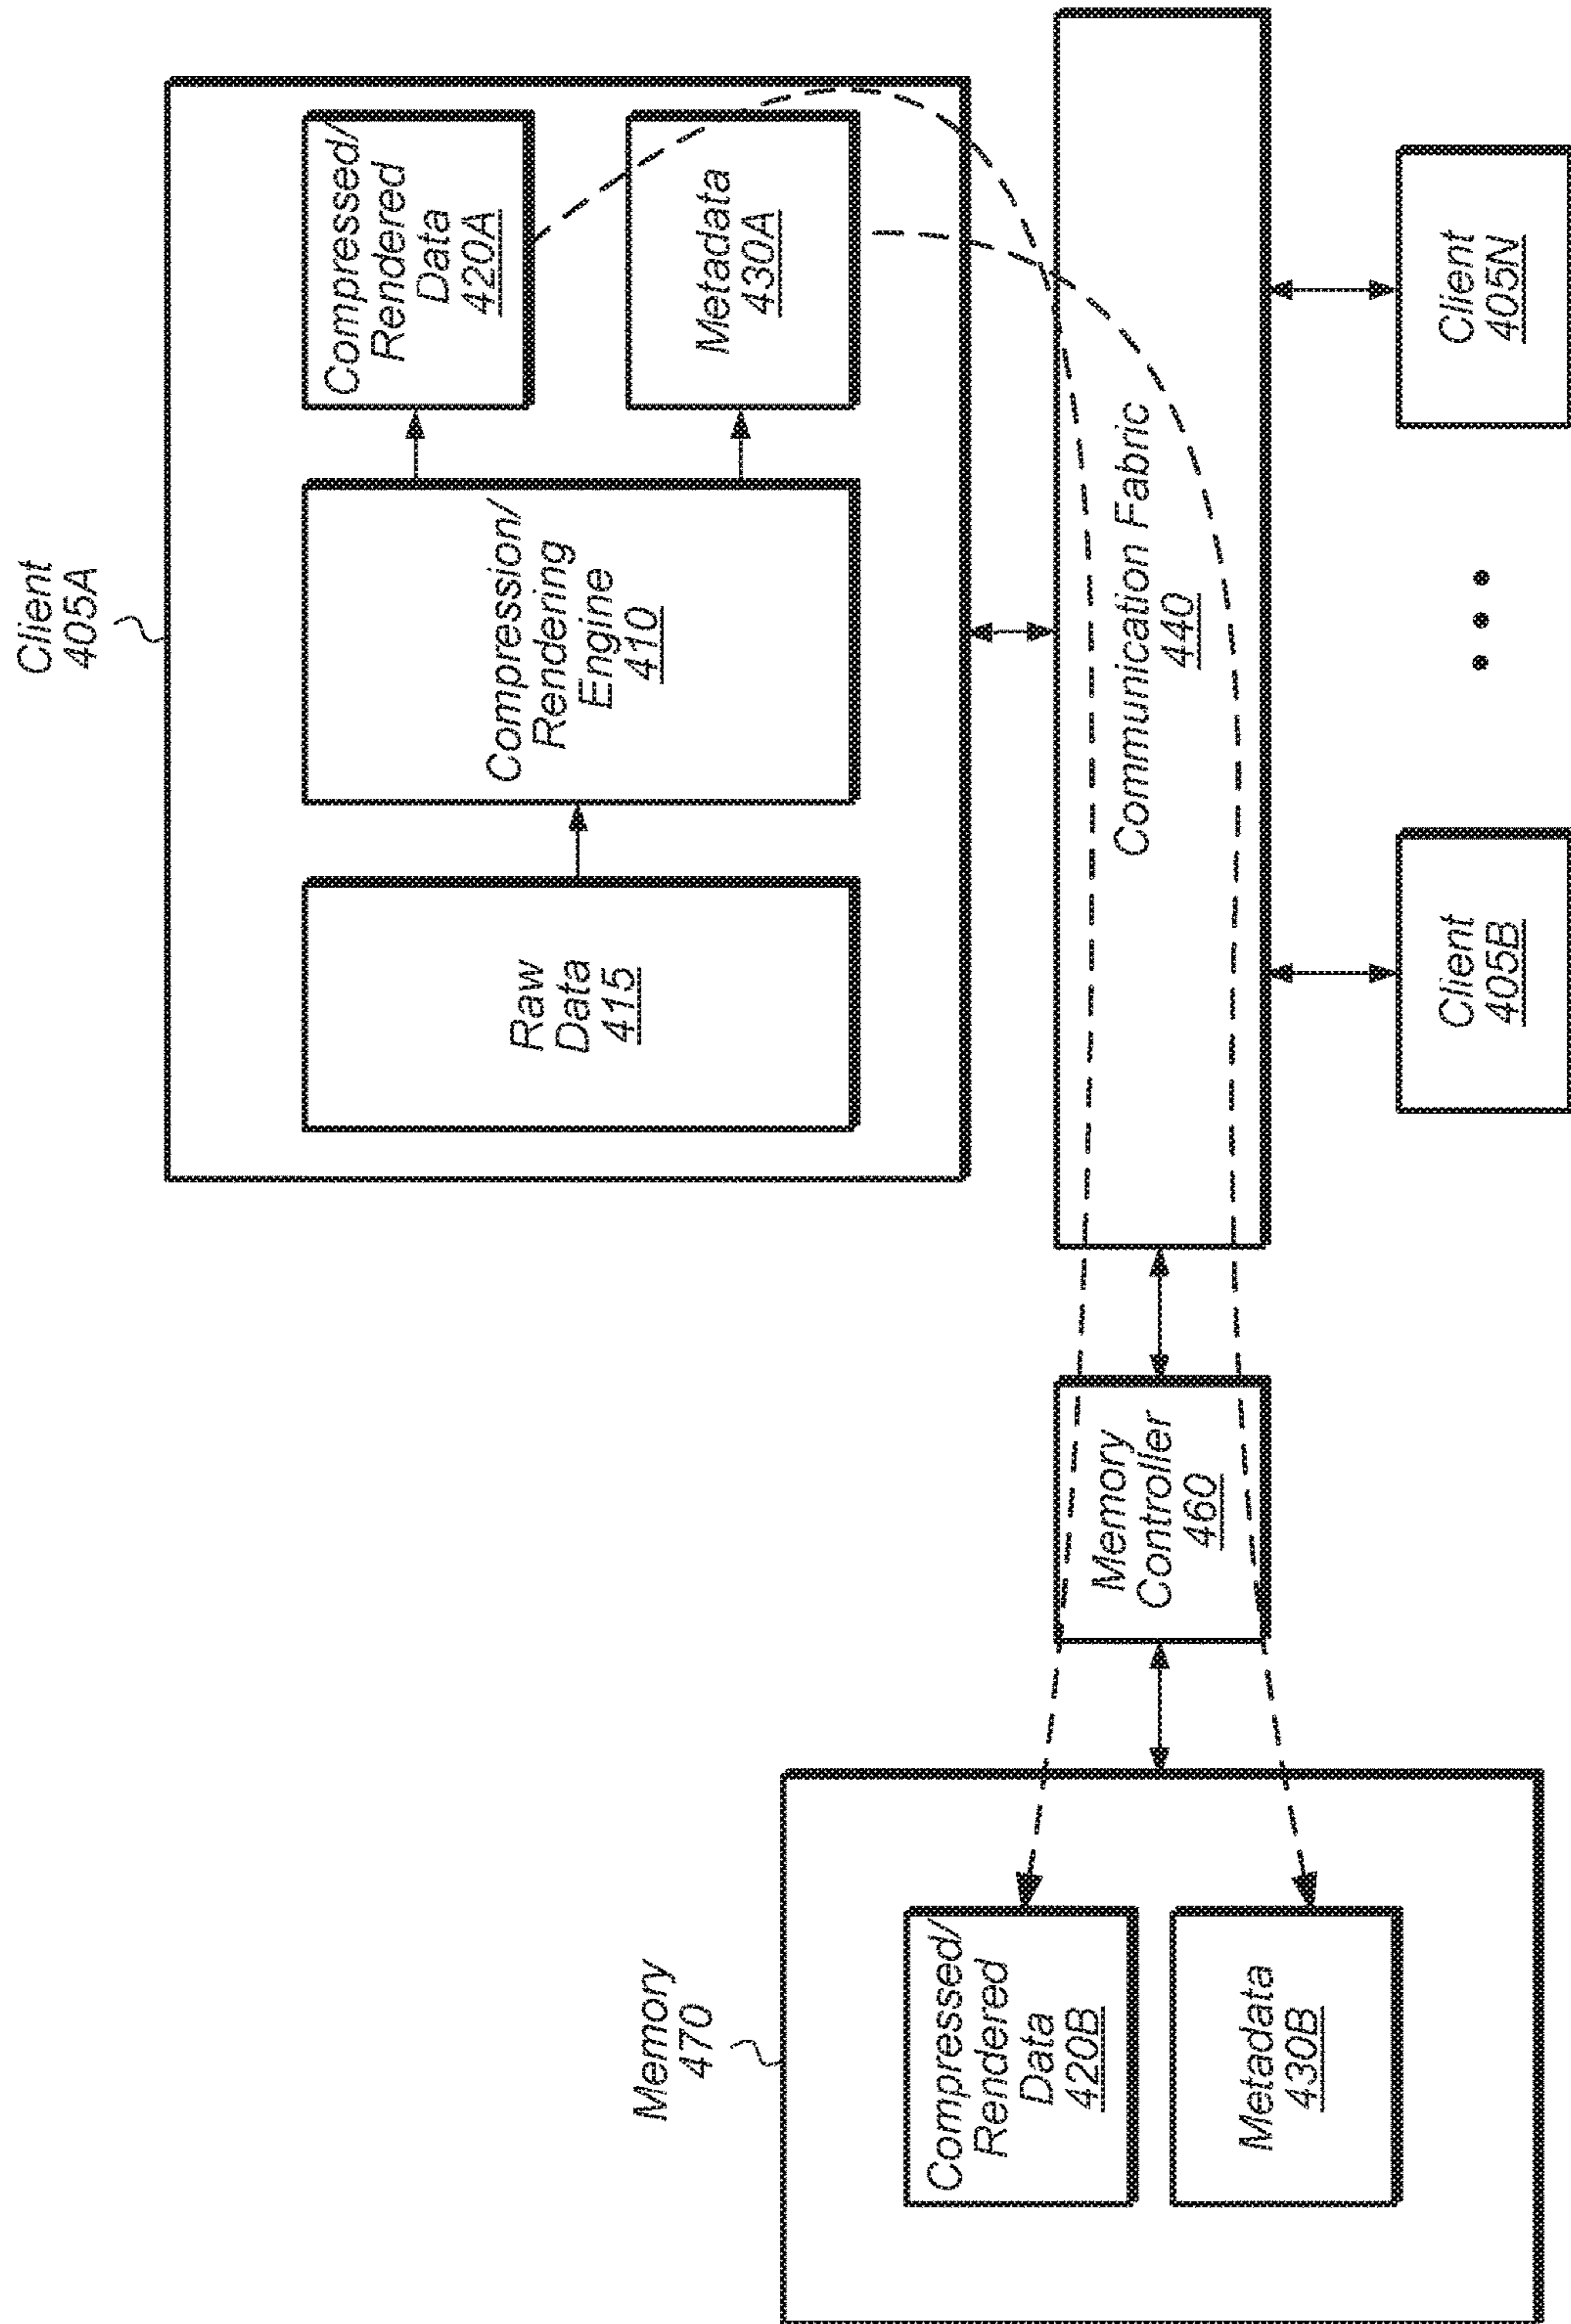 Client
405A
Raw
Data
415
Compression/
Rendering
Engine
410
Compressed/
Rendered
Data
420A
Metadata
430A
Memory
470
Compressed/
Rendered
Data
420B
Metadata
430B
Memory
Controller
460
Communication Fabric
440
Client
405B
Client
405N